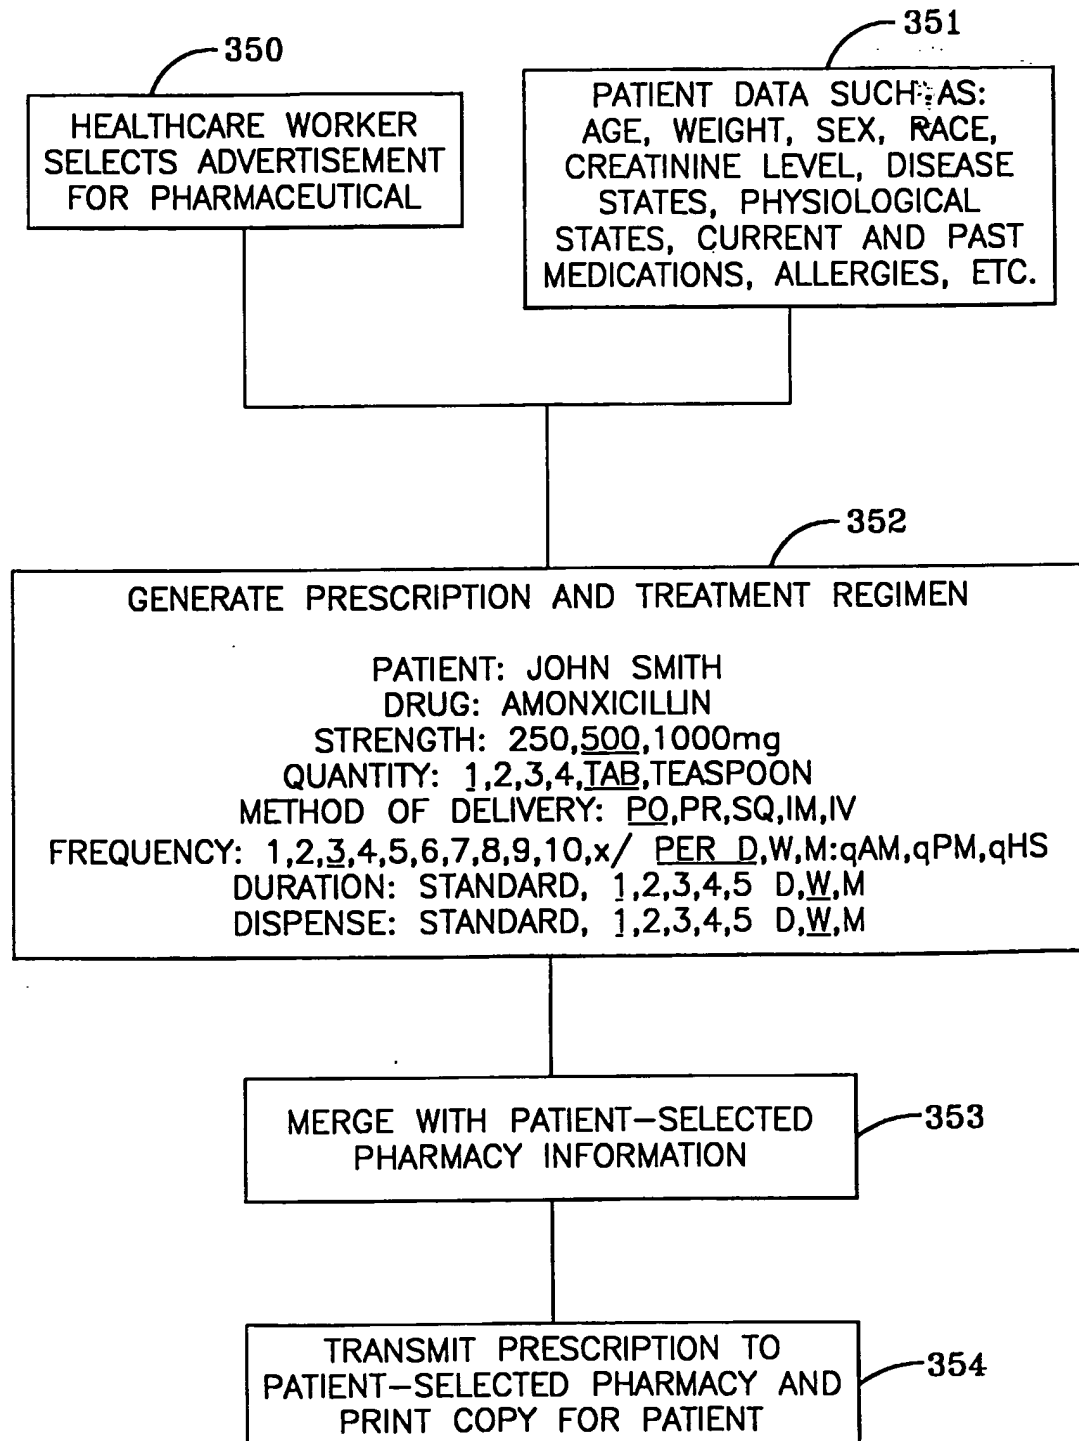 350
HEALTHCARE WORKER
SELECTS ADVERTISEMENT
FOR PHARMACEUTICAL
351
PATIENT DATA SUCH AS:
AGE, WEIGHT, SEX, RACE,
CREATININE LEVEL, DISEASE
STATES, PHYSIOLOGICAL
STATES, CURRENT AND PAST
MEDICATIONS, ALLERGIES, ETC.
352
GENERATE PRESCRIPTION AND TREATMENT REGIMEN
PATIENT: JOHN SMITH
DRUG: AMONXICILLIN
STRENGTH: 250,500,1000mg
QUANTITY: 1,2,3,4,TAB,TEASPOON
METHOD OF DELIVERY: PO,PR,SQ,IM,IV
FREQUENCY: 1,2,3,4,5,6,7,8,9,10,x/ PER D,W,M:qAM,qPM,qHS
DURATION: STANDARD, 1,2,3,4,5 D,W,M
DISPENSE: STANDARD, 1,2,3,4,5 D,W,M
MERGE WITH PATIENT-SELECTED
PHARMACY INFORMATION
353
TRANSMIT PRESCRIPTION TO
PATIENT-SELECTED PHARMACY AND
PRINT COPY FOR PATIENT
354